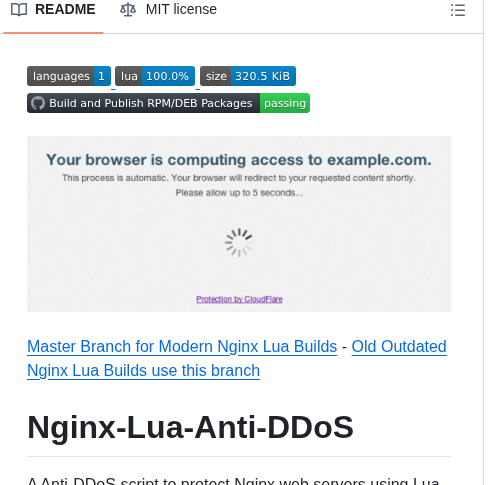 README MIT license
languages 1 lua 100.0% size 320.5 KiB
Build and Publish RPM/DEB Packages passing
Your browser is computing access to example.com.
This process is automatic. Your browser will redirect to your requested content shortly.
Please allow up to 5 seconds...
Protection by CloudFlare
Master Branch for Modern Nginx Lua Builds - Old Outdated
Nginx Lua Builds use this branch
Nginx-Lua-Anti-DDoS
A Anti-DDoS script to protect Nginx web servers using Lua